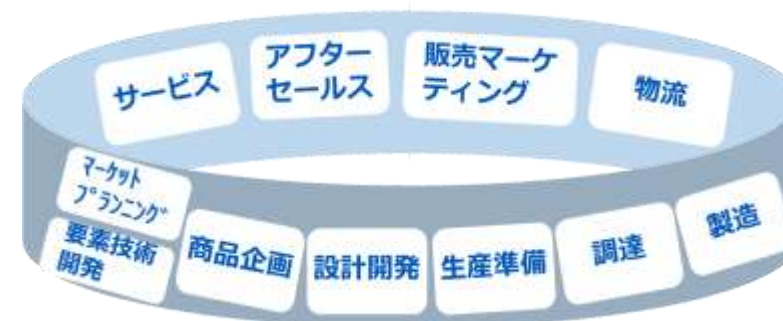 サービス
アフター
セールス
販売マーケ
ティング
物流
ﾏｰｹｯﾄ
ﾌﾟﾗﾝﾆﾝｸﾞ
要素技術
開発
商品企画
設計開発
生産準備
調達
製造